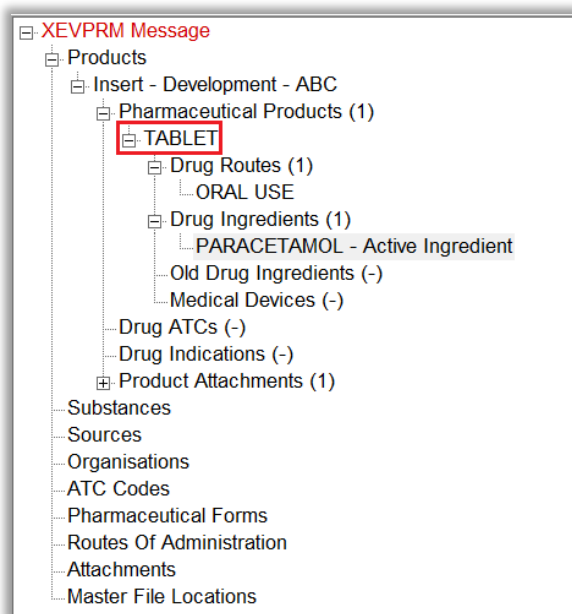 XEVPRM Message
Products
Insert - Development - ABC
Pharmaceutical Products (1)
TABLET
Drug Routes (1)
ORAL USE
Drug Ingredients (1)
PARACETAMOL - Active Ingredient
Old Drug Ingredients (-)
Medical Devices (-)
Drug ATCs (-)
Drug Indications (-)
Product Attachments (1)
Substances
Sources
Organisations
ATC Codes
Pharmaceutical Forms
Routes Of Administration
Attachments
Master File Locations